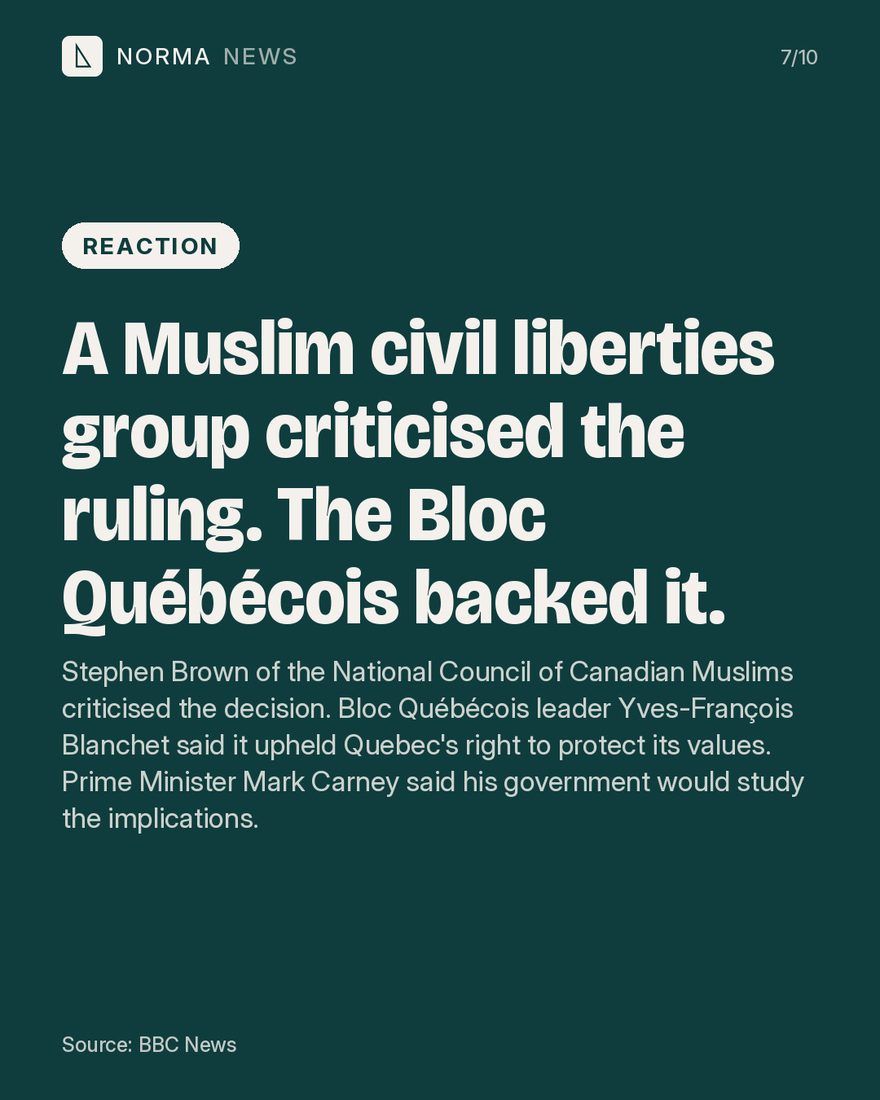 NORMA NEWS
7/10
REACTION
A Muslim civil liberties
group criticised the
ruling. The Bloc
Québécois backed it.
Stephen Brown of the National Council of Canadian Muslims
criticised the decision. Bloc Québécois leader Yves-François
Blanchet said it upheld Quebec's right to protect its values.
Prime Minister Mark Carney said his government would study
the implications.
Source: BBC News